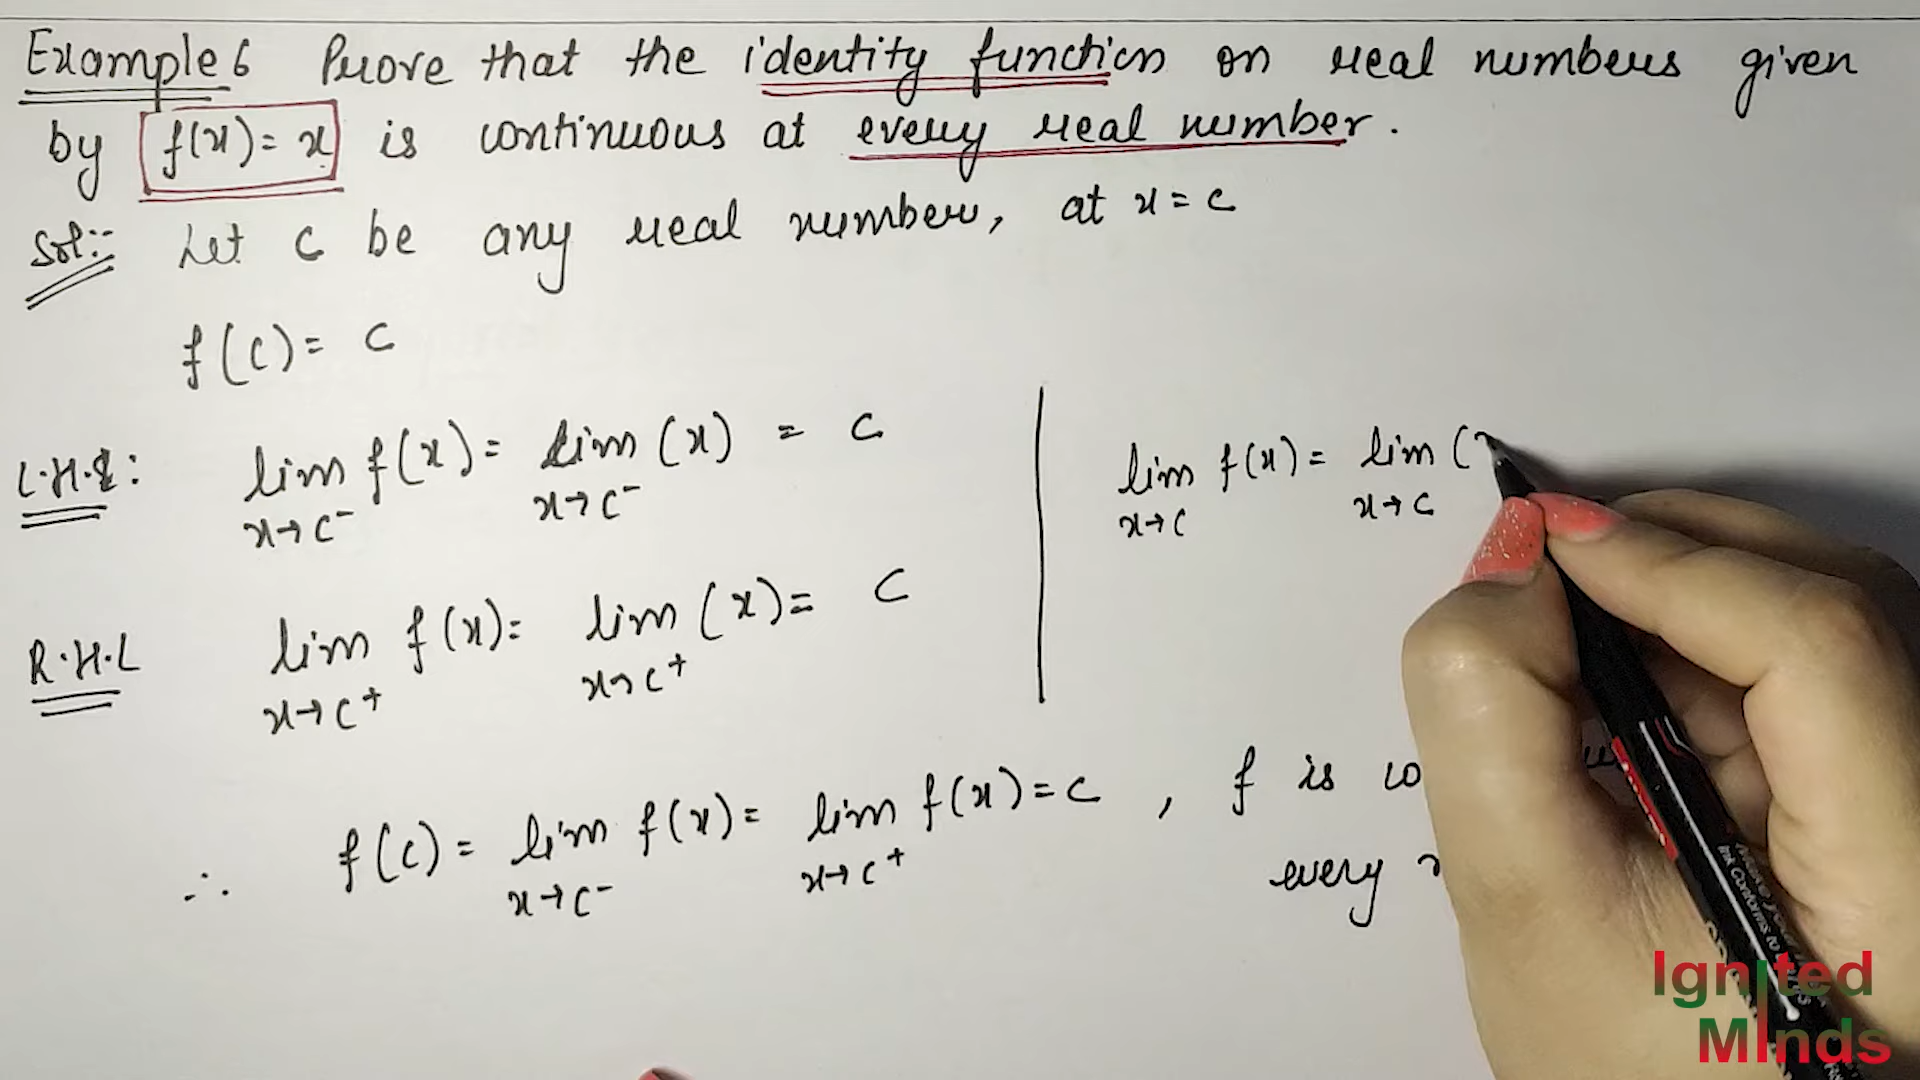 Example 6 Prove that the identity function on real numbers given
by f(x) = x is continuous at every real number.
Sol:- Let c be any real number, at x = c
f(c) = c
L.H.L: lim f(x) = lim (x) = c
x→c⁻ x→c⁻
lim f(x) = lim (
x→c x→c
R.H.L lim f(x) = lim (x) = c
x→c⁺ x→c⁺
∴ f(c) = lim f(x) = lim f(x) = c , f is
x→c⁻ x→c⁺
every
Ignited
Minds